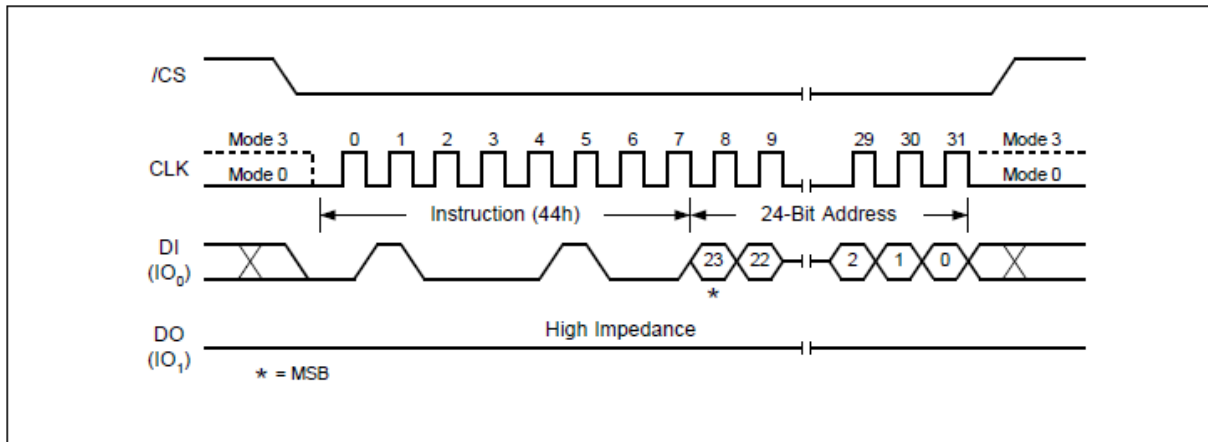 /CS
Mode 3 0 1 2 3 4 5 6 7 8 9 29 30 31 Mode 3
CLK Mode 0 Mode 0
Instruction (44h) 24-Bit Address
DI
(IO0) 23 22 2 1 0
*
DO High Impedance
(IO1)
* = MSB